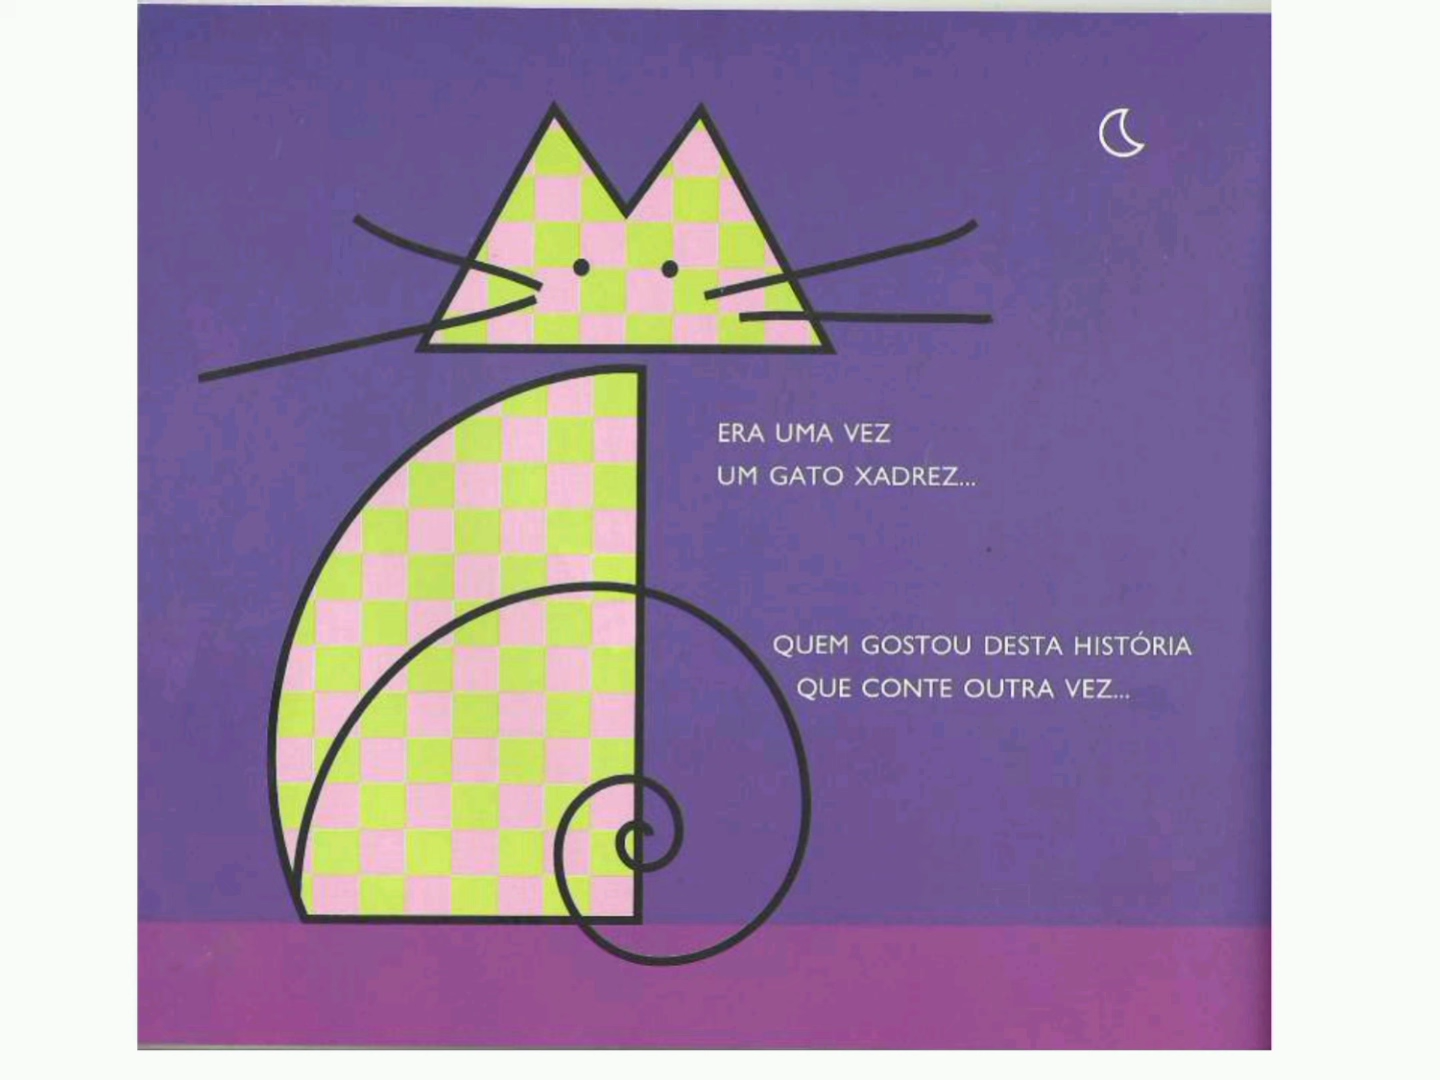 ERA UMA VEZ
UM GATO XADREZ...
QUEM GOSTOU DESTA HISTÓRIA
QUE CONTE OUTRA VEZ...